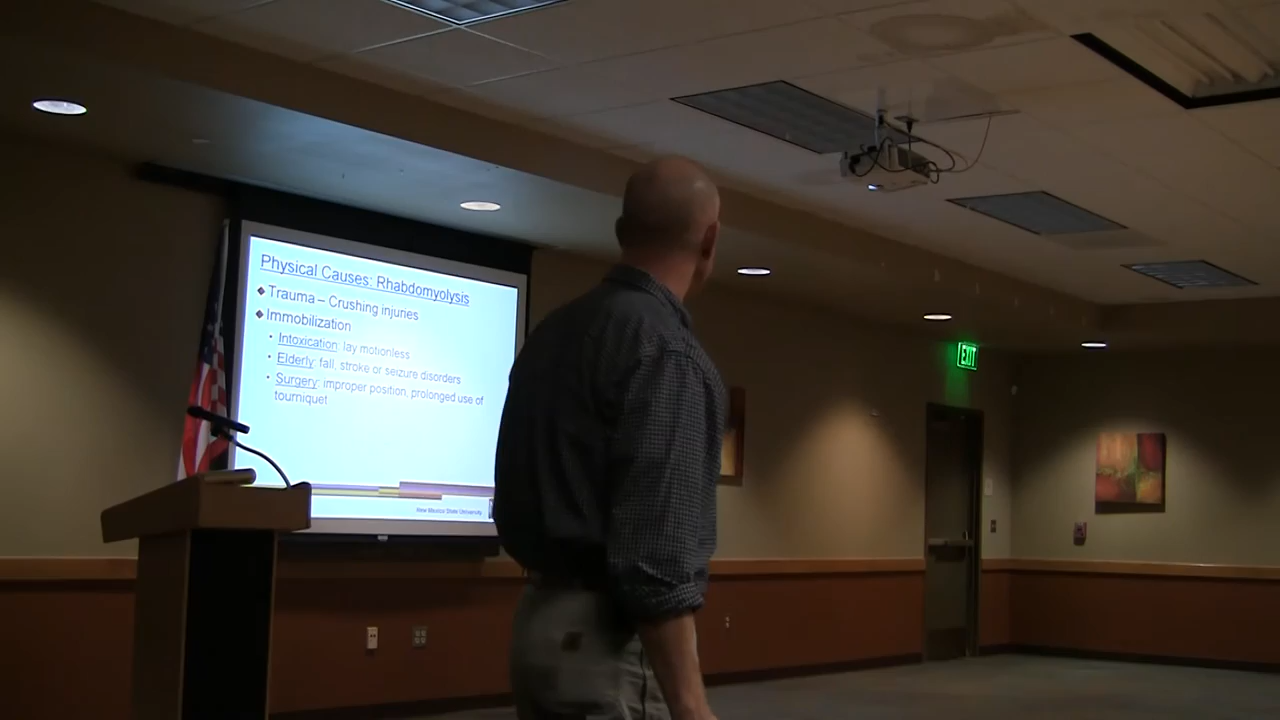 Physical Causes: Rhabdomyolysis
Trauma – Crushing injuries
Immobilization
Intoxication: lay motionless
Elderly: fall, stroke or seizure disorders
Surgery: improper position, prolonged use of
tourniquet
New Mexico State University
EXIT